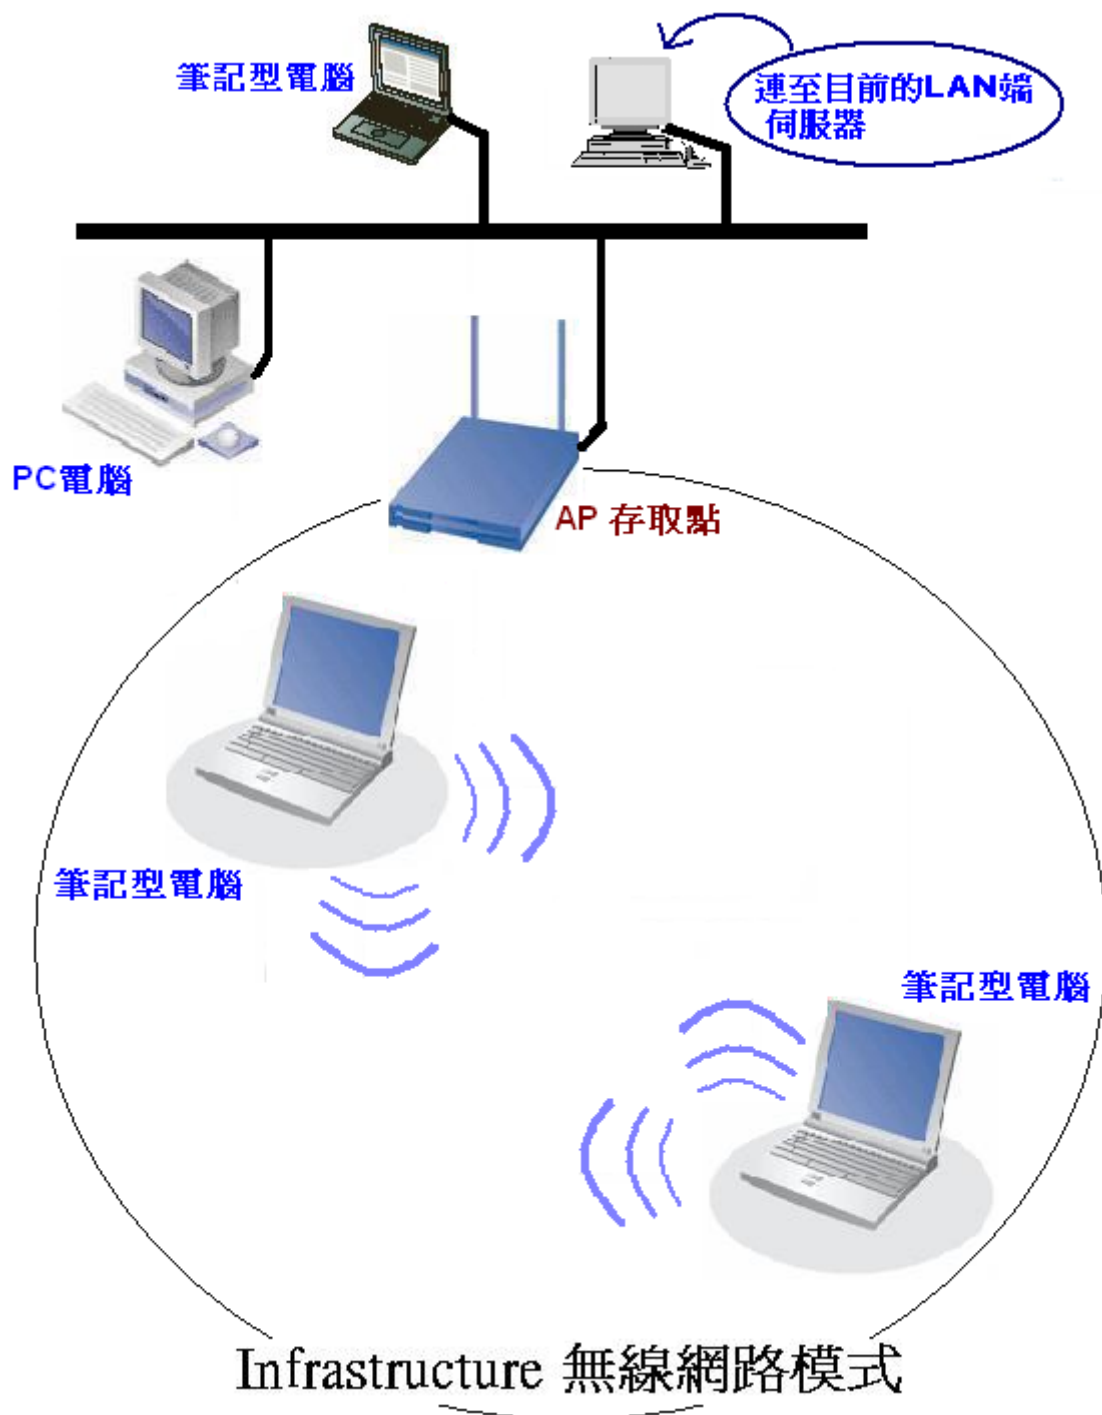 筆記型電腦
連至目前的LAN端
伺服器
PC電腦
AP 存取點
筆記型電腦
筆記型電腦
Infrastructure 無線網路模式